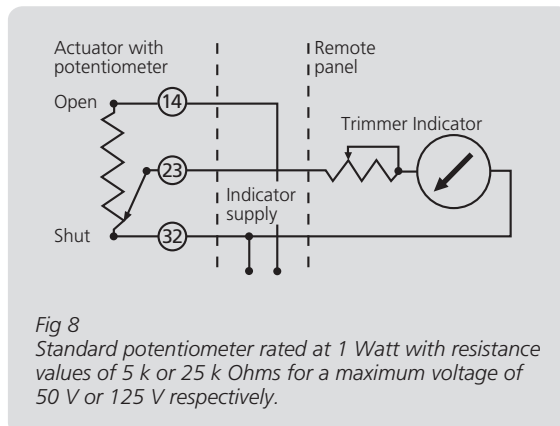 Actuator with
potentiometer
Remote
panel
Open
14
Trimmer Indicator
23
Indicator
supply
Shut
32
Fig 8
Standard potentiometer rated at 1 Watt with resistance
values of 5 k or 25 k Ohms for a maximum voltage of
50 V or 125 V respectively.